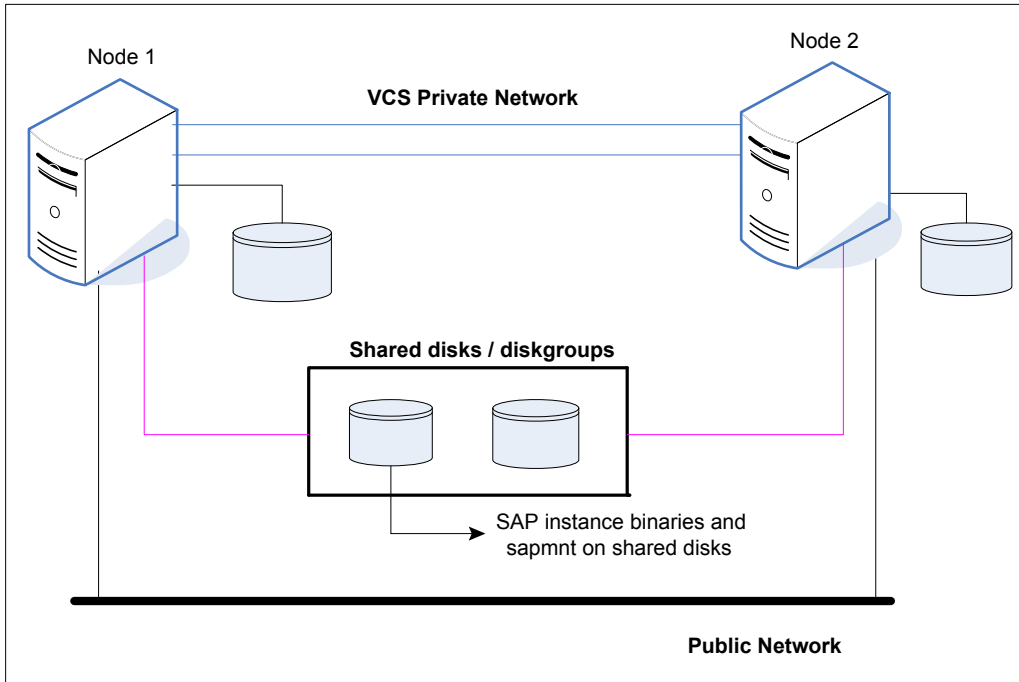 Node 1
Node 2
VCS Private Network
Shared disks / diskgroups
SAP instance binaries and
sapmnt on shared disks
Public Network